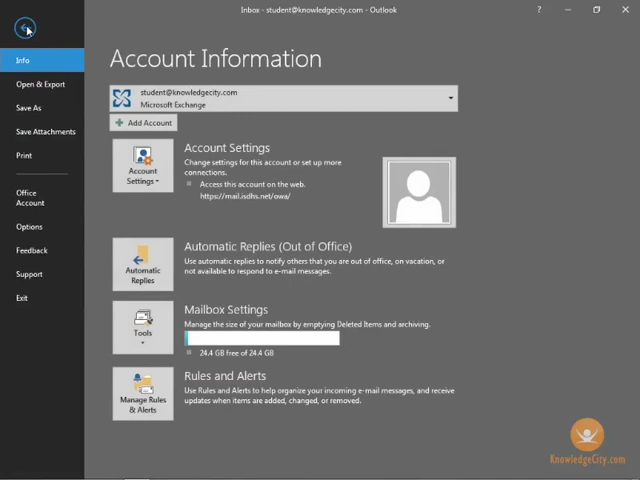 Inbox - student@knowledgecity.com - Outlook
?
Info
Open & Export
Save As
Save Attachments
Print
Office
Account
Options
Feedback
Support
Exit
Account Information
student@knowledgecity.com
Microsoft Exchange
Add Account
Account
Settings
Account Settings
Change settings for this account or set up more
connections.
Access this account on the web.
https://mail.isdhs.net/owa/
Automatic
Replies
Automatic Replies (Out of Office)
Use automatic replies to notify others that you are out of office, on vacation, or
not available to respond to e-mail messages.
Tools
Mailbox Settings
Manage the size of your mailbox by emptying Deleted Items and archiving.
24.4 GB free of 24.4 GB
Manage Rules
& Alerts
Rules and Alerts
Use Rules and Alerts to help organize your incoming e-mail messages, and receive
updates when items are added, changed, or removed.
KnowledgeCity.com